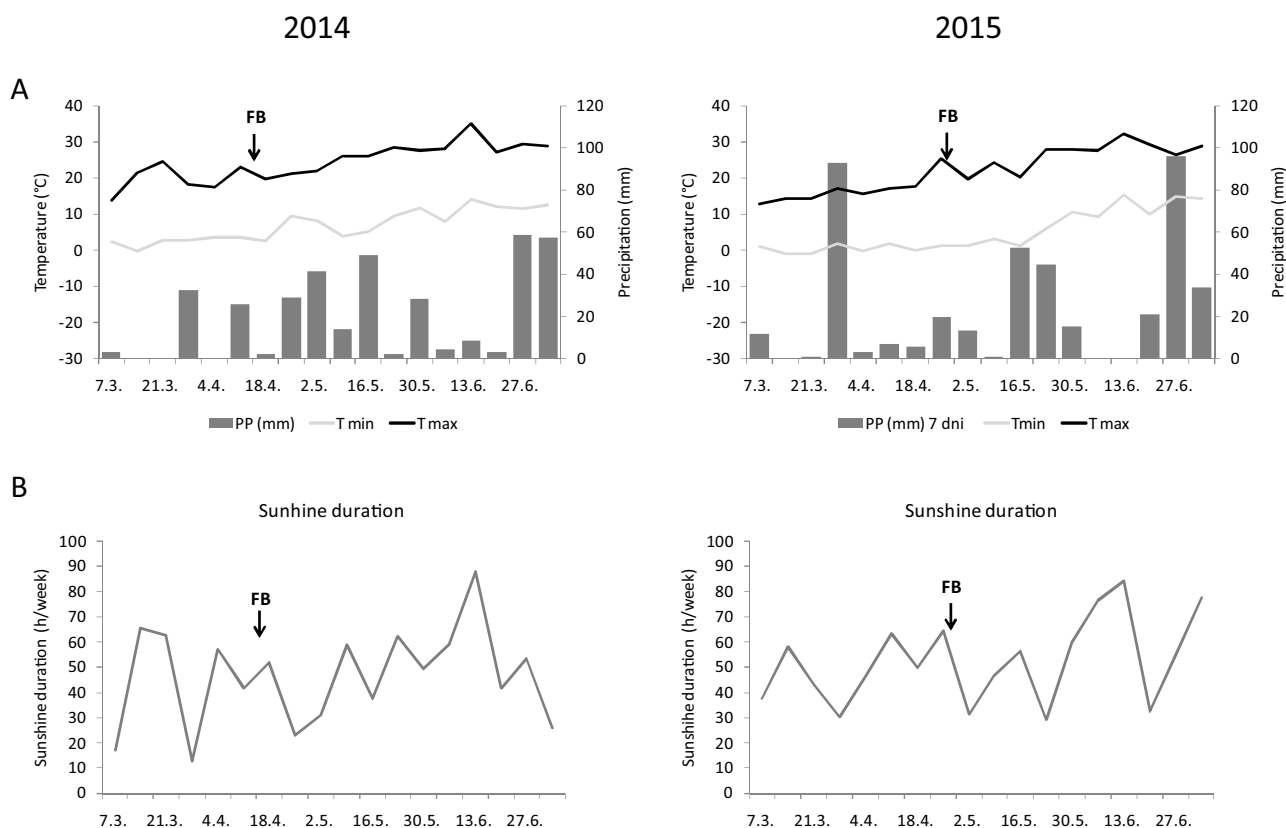 2014 2015
A
FB FB
40 120 40 120
30 100 30 100
20 80 20 80
10 60 10 60
0 40 0 40
-10 20 -10 20
-20 0 -20 0
-30 -30
Temperature (°C) Precipitation (mm) Temperature (°C) Precipitation (mm)
7.3. 21.3. 4.4. 18.4. 2.5. 16.5. 30.5. 13.6. 27.6. 7.3. 21.3. 4.4. 18.4. 2.5. 16.5. 30.5. 13.6. 27.6.
PP (mm) T min T max PP (mm) 7 dni Tmin T max
B
Sunhine duration Sunshine duration
FB FB
100 100
90 90
80 80
70 70
60 60
50 50
40 40
30 30
20 20
10 10
0 0
Sunshine duration (h/week) Sunshihe duration (h/week)
7.3. 21.3. 4.4. 18.4. 2.5. 16.5. 30.5. 13.6. 27.6. 7.3. 21.3. 4.4. 18.4. 2.5. 16.5. 30.5. 13.6. 27.6.